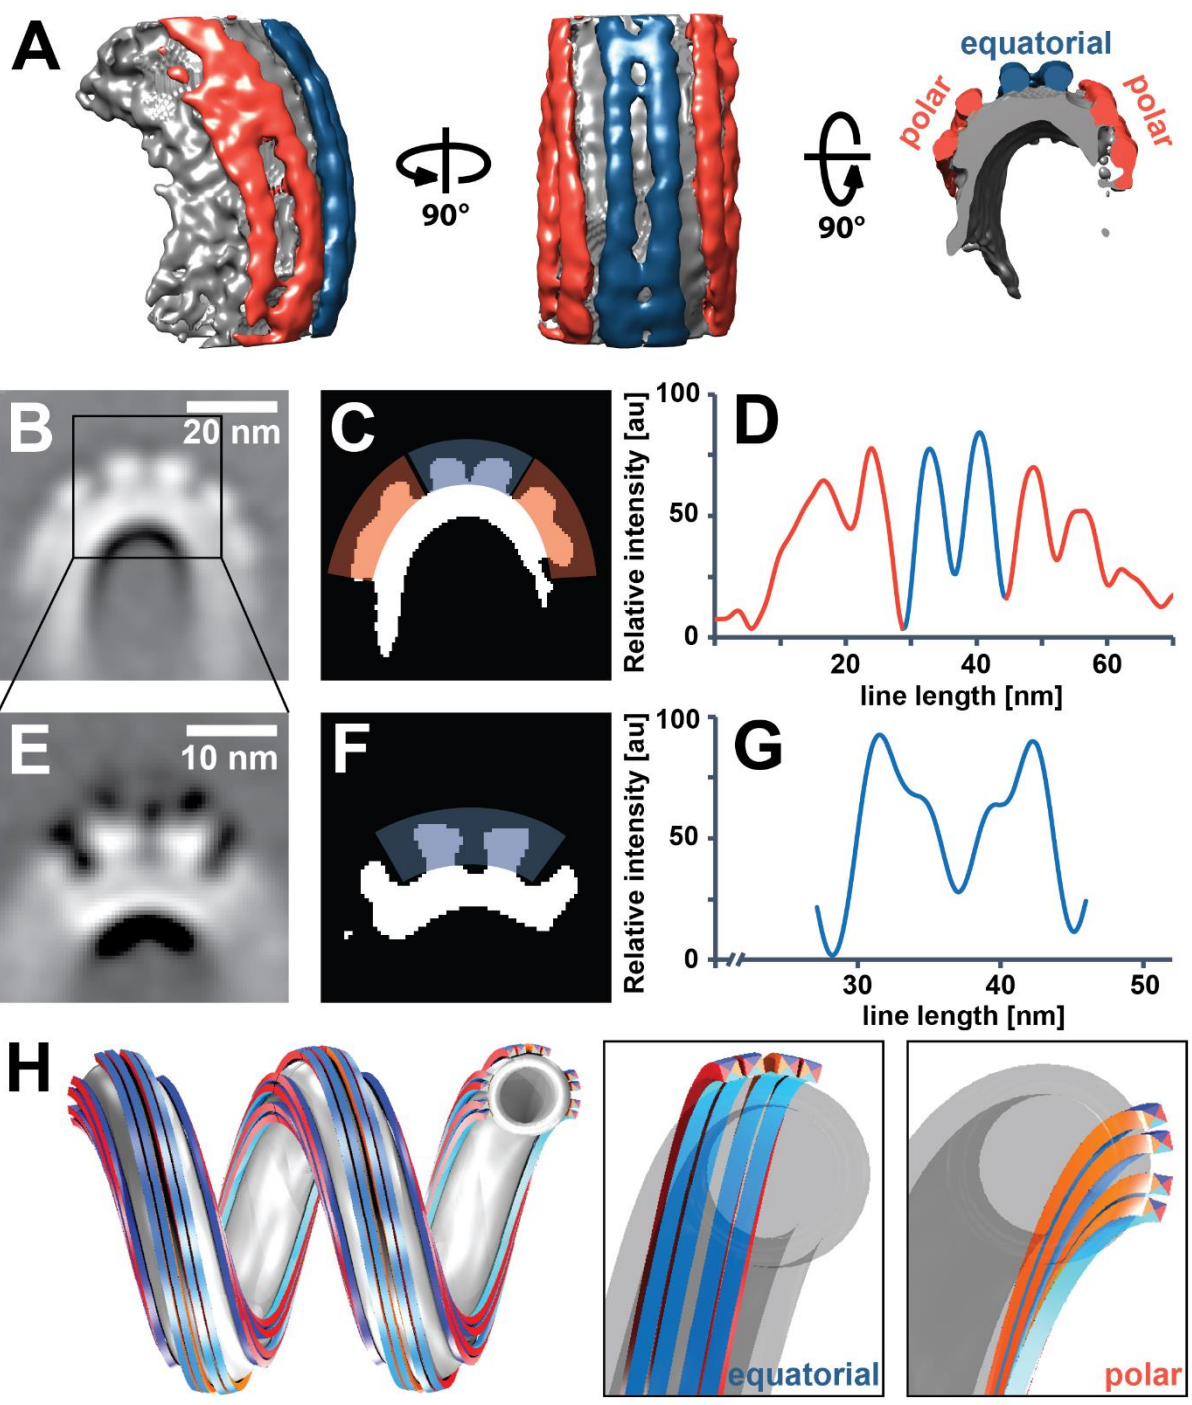 A
90°
90°
equatorial
polar
polar
B
20 nm
C
Relative intensity [au]
100
50
0
D
20
40
60
line length [nm]
E
10 nm
F
Relative intensity [au]
100
50
0
G
30
40
50
line length [nm]
H
equatorial
polar